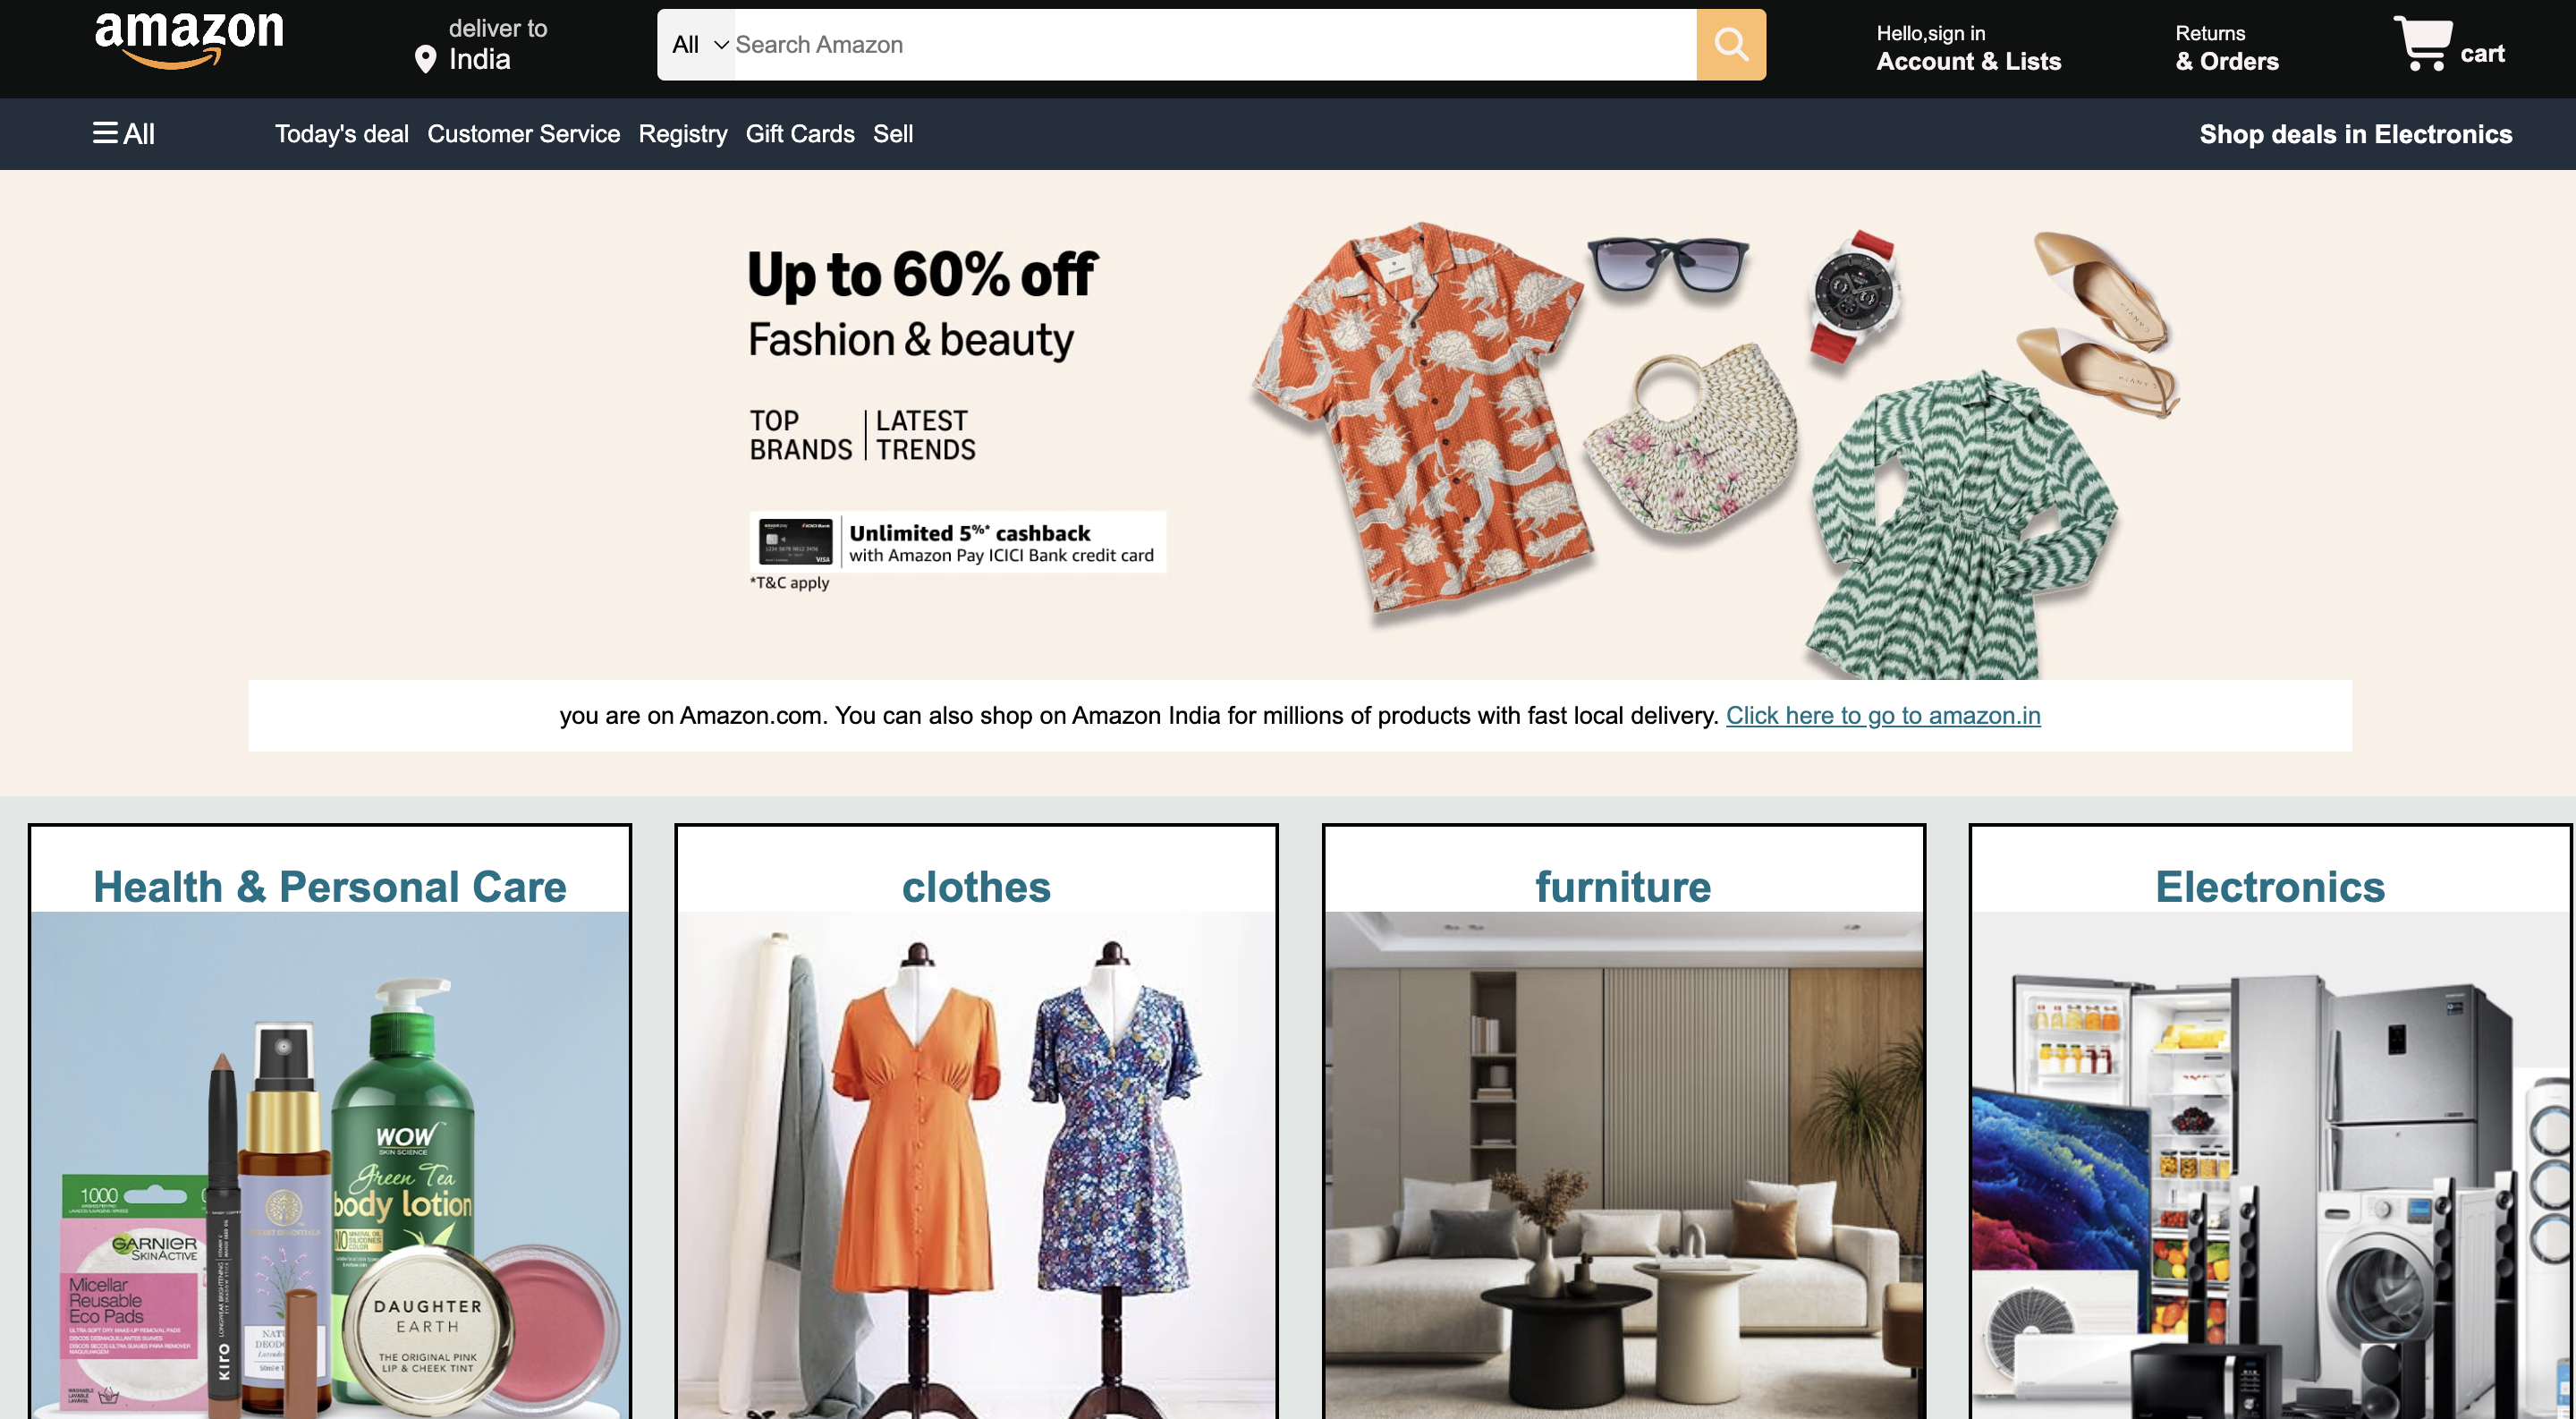 amazon
deliver to
India
All
Search Amazon
Hello,sign in
Account & Lists
Returns
& Orders
cart
All
Today's deal Customer Service Registry Gift Cards Sell
Shop deals in Electronics
Up to 60% off
Fashion & beauty
TOP
BRANDS
LATEST
TRENDS
Unlimited 5%* cashback
with Amazon Pay ICICI Bank credit card
*T&C apply
you are on Amazon.com. You can also shop on Amazon India for millions of products with fast local delivery. Click here to go to amazon.in
Health & Personal Care
clothes
furniture
Electronics
1000
GARNIER
SKINACTIVE
Micellar
Reusable
Eco Pads
KIRO
WOW
SKIN SCIENCE
Green Tea
body lotion
NO
DAUGHTER
EARTH
THE ORIGINAL PINK
LIP & CHEEK TINT